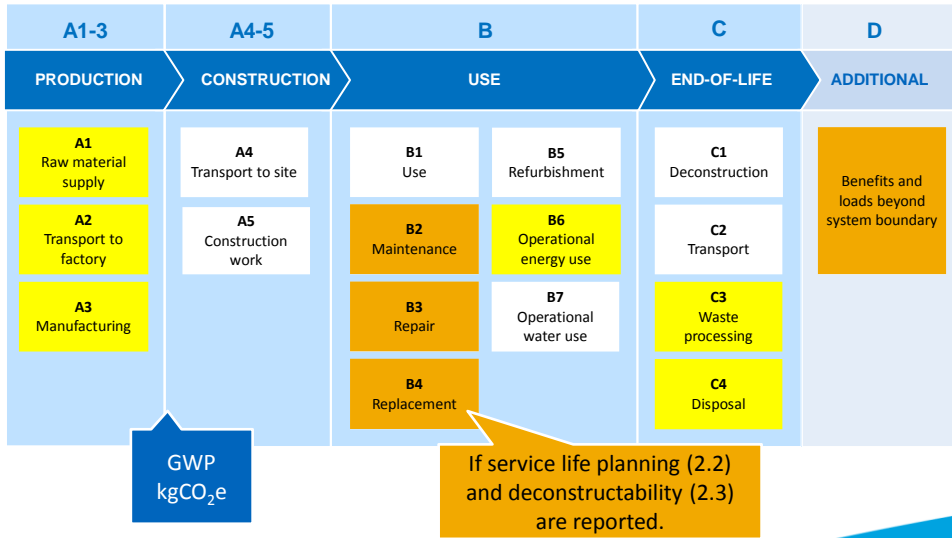 A1-3
A4-5
B
C
D
PRODUCTION
CONSTRUCTION
USE
END-OF-LIFE
ADDITIONAL
A1
Raw material
supply
A2
Transport to
factory
A3
Manufacturing
A4
Transport to site
A5
Construction
work
B1
Use
B2
Maintenance
B3
Repair
B4
Replacement
B5
Refurbishment
B6
Operational
energy use
B7
Operational
water use
C1
Deconstruction
C2
Transport
C3
Waste
processing
C4
Disposal
Benefits and
loads beyond
system boundary
GWP
kgCO₂e
If service life planning (2.2)
and deconstructability (2.3)
are reported.